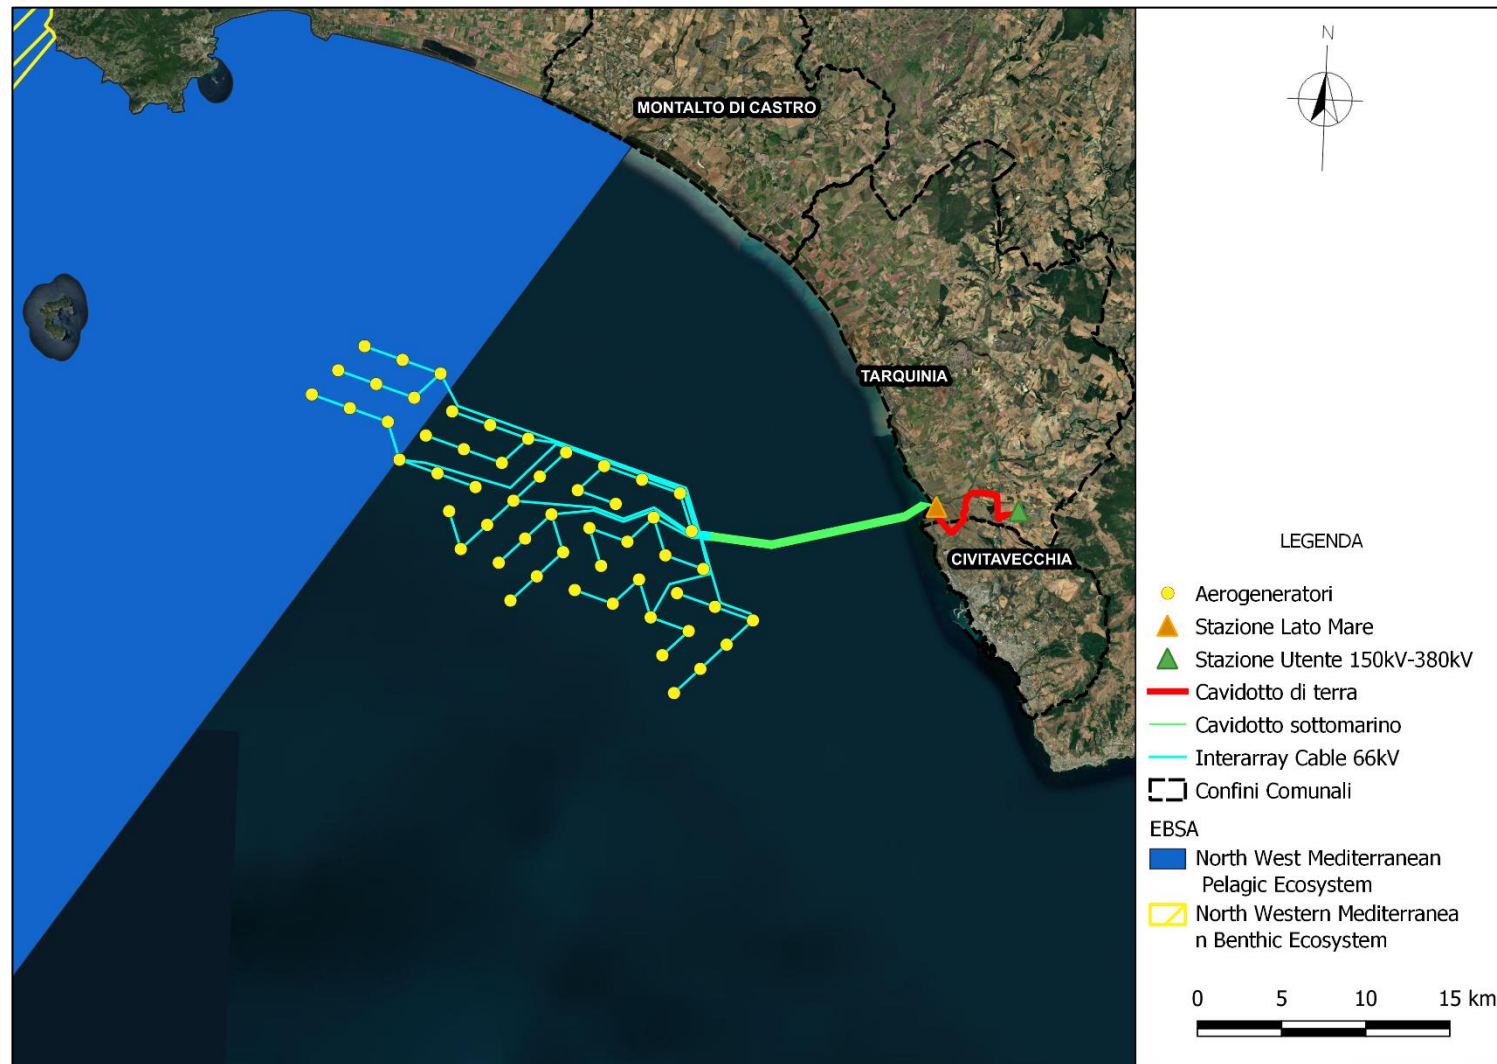 N
MONTALTO DI CASTRO
TARQUINIA
CIVITAVECCHIA
LEGENDA
Aerogeneratori
Stazione Lato Mare
Stazione Utente 150kV-380kV
Cavidotto di terra
Cavidotto sottomarino
Interarray Cable 66kV
Confini Comunali
EBSA
North West Mediterranean
Pelagic Ecosystem
North Western Mediterranea
n Benthic Ecosystem
0 5 10 15 km